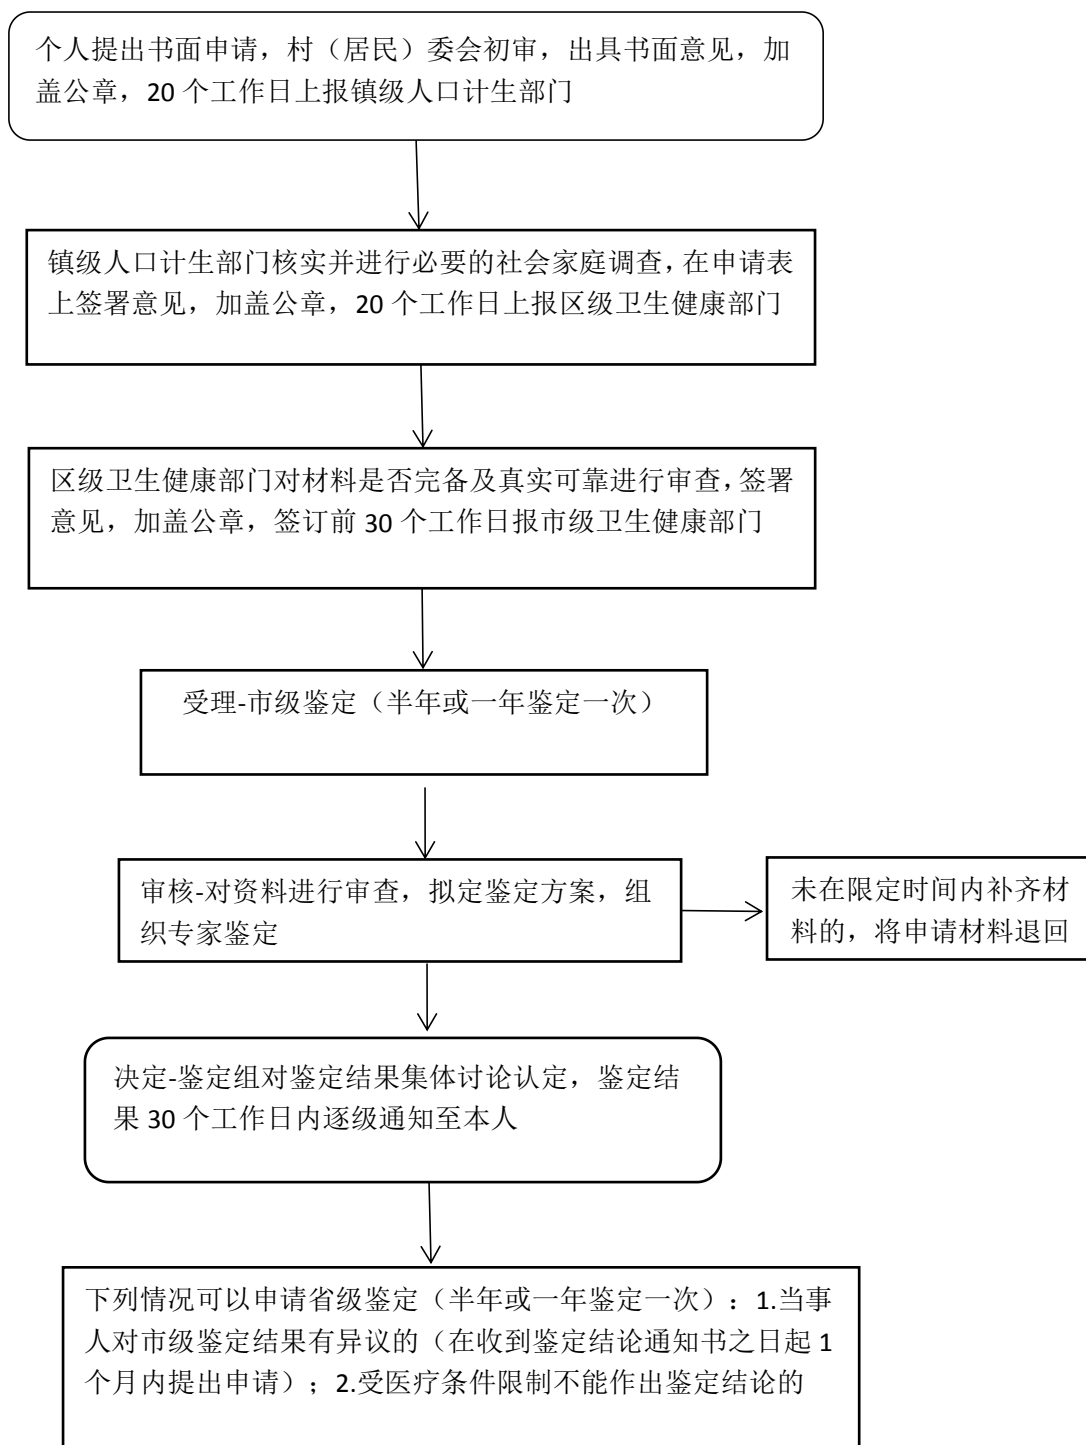 个人提出书面申请，村（居民）委会初审，出具书面意见，加
盖公章，20 个工作日上报镇级人口计生部门
镇级人口计生部门核实并进行必要的社会家庭调查，在申请表
上签署意见，加盖公章，20 个工作日上报区级卫生健康部门
区级卫生健康部门对材料是否完备及真实可靠进行审查，签署
意见，加盖公章，签订前 30 个工作日报市级卫生健康部门
受理-市级鉴定（半年或一年鉴定一次）
审核-对资料进行审查，拟定鉴定方案，组
织专家鉴定
未在限定时间内补齐材
料的，将申请材料退回
决定-鉴定组对鉴定结果集体讨论认定，鉴定结
果 30 个工作日内逐级通知至本人
下列情况可以申请省级鉴定（半年或一年鉴定一次）：1.当事
人对市级鉴定结果有异议的（在收到鉴定结论通知书之日起 1
个月内提出申请）；2.受医疗条件限制不能作出鉴定结论的